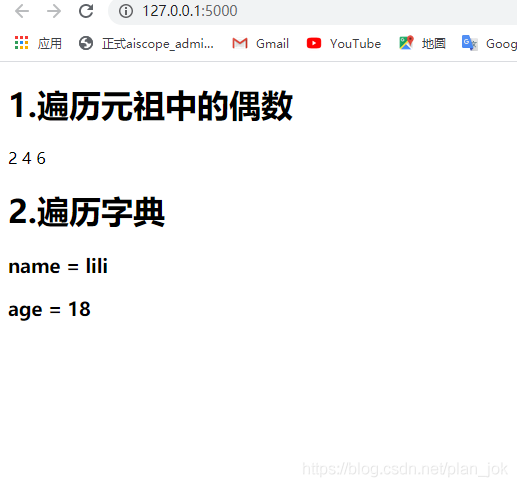 127.0.0.1:5000
应用 正式aiscope_admi... Gmail YouTube 地圖 Goog
1.遍历元祖中的偶数
2 4 6
2.遍历字典
name = lili
age = 18
https://blog.csdn.net/plan_jok